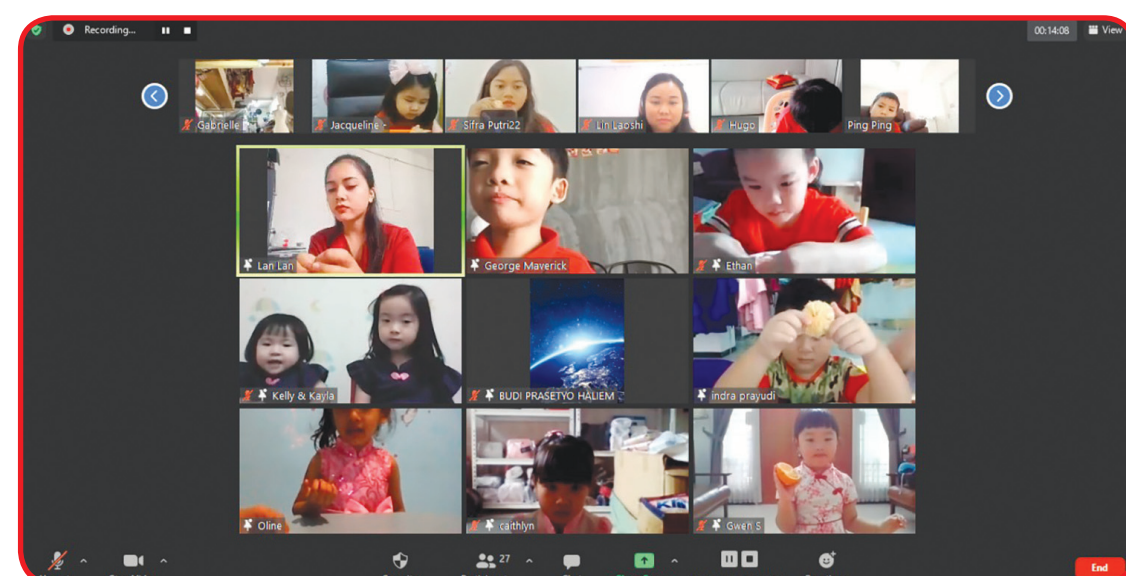 Recording...
00:14:08
View
Gabrielle
Jacqueline -
Sifra Putri22
Lin Laoshi
Hugo
Ping Ping
Lan Lan
George Maverick
Ethan
Kelly & Kayla
BUDI PRASETYO HALIEM
indra prayudi
Oline
caithlyn
Gwen S
27
End